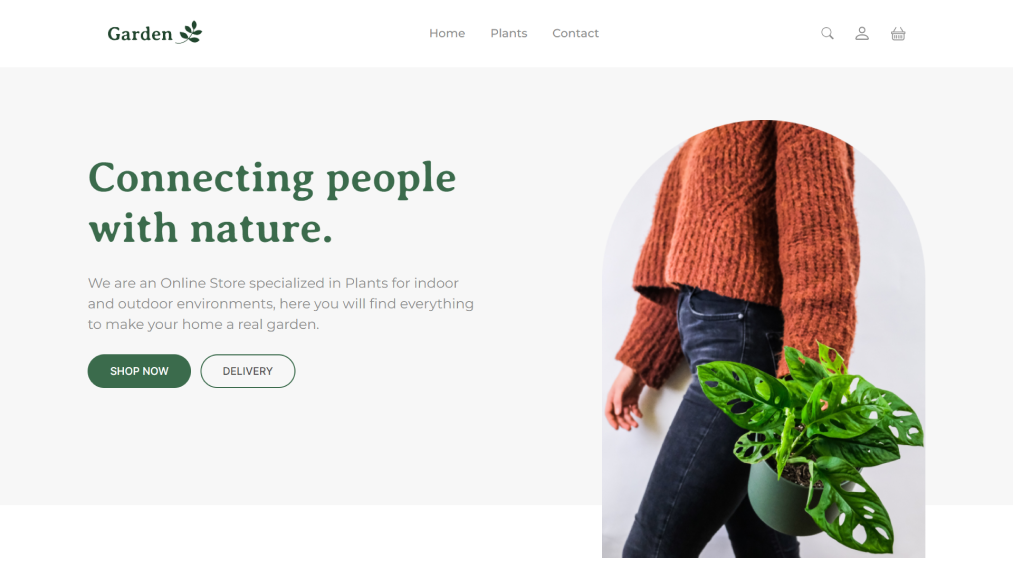 Garden
Home
Plants
Contact
Connecting people
with nature.
We are an Online Store specialized in Plants for indoor
and outdoor environments, here you will find everything
to make your home a real garden.
SHOP NOW
DELIVERY